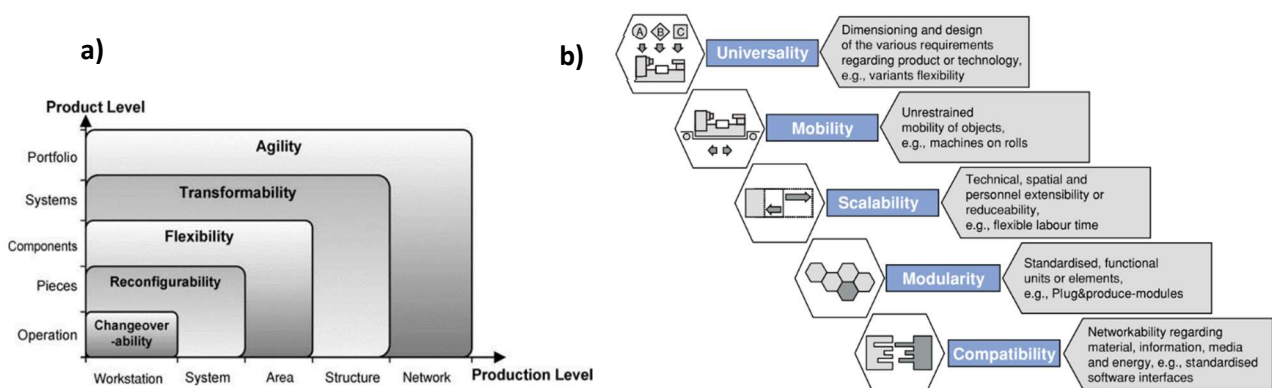 a)
Product Level
Portfolio
Systems
Components
Pieces
Operation
Agility
Transformability
Flexibility
Reconfigurability
Changeover
-ability
Workstation
System
Area
Structure
Network
Production Level
b)
A
B
C
Universality
Dimensioning and design
of the various requirements
regarding product or technology,
e.g., variants flexibility
Mobility
Unrestrained
mobility of objects,
e.g., machines on rolls
Scalability
Technical, spatial and
personnel extensibility or
reduceability,
e.g., flexible labour time
Modularity
Standardised, functional
units or elements,
e.g., Plug&produce-modules
Compatibility
Networkability regarding
material, information, media
and energy, e.g., standardised
software interfaces